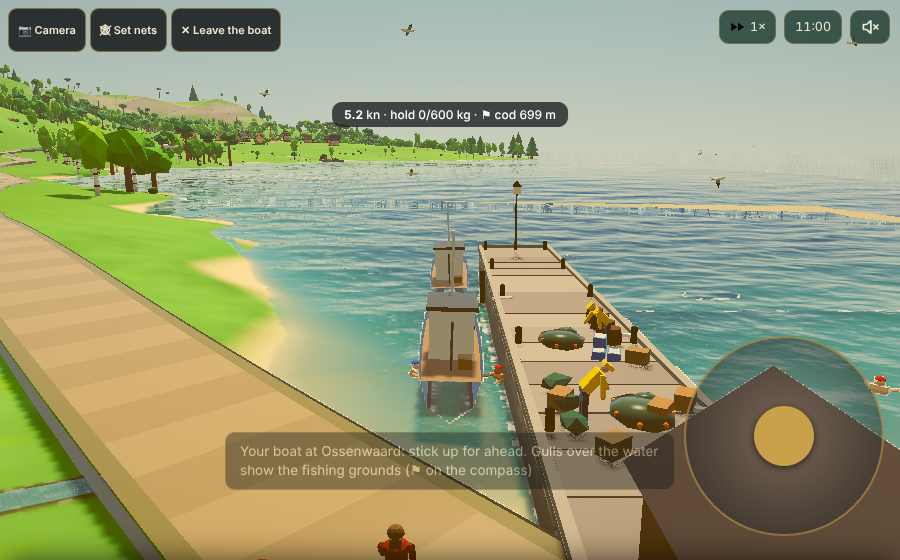 📷 Camera
🕸 Set nets
✕ Leave the boat
▶▶ 1×
11:00
5.2 kn · hold 0/600 kg · ⚑ cod 699 m
Your boat at Ossenwaard: stick up for ahead. Gulls over the water
show the fishing grounds (⚑ on the compass)